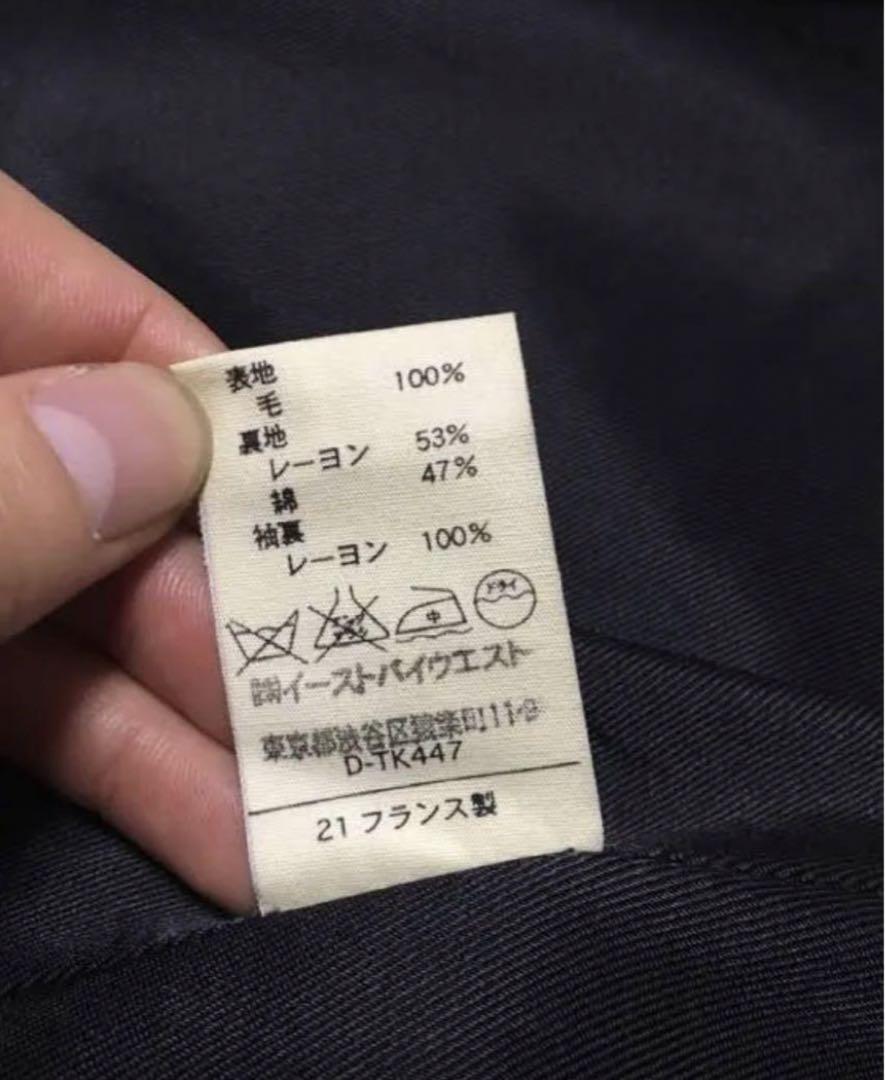 表地
毛 100%
裏地
レーヨン 53%
綿 47%
袖裏
レーヨン 100%
中
ドライ
㈱イーストバイウエスト
東京都渋谷区猿楽町11-9
D-TK447
21 フランス製